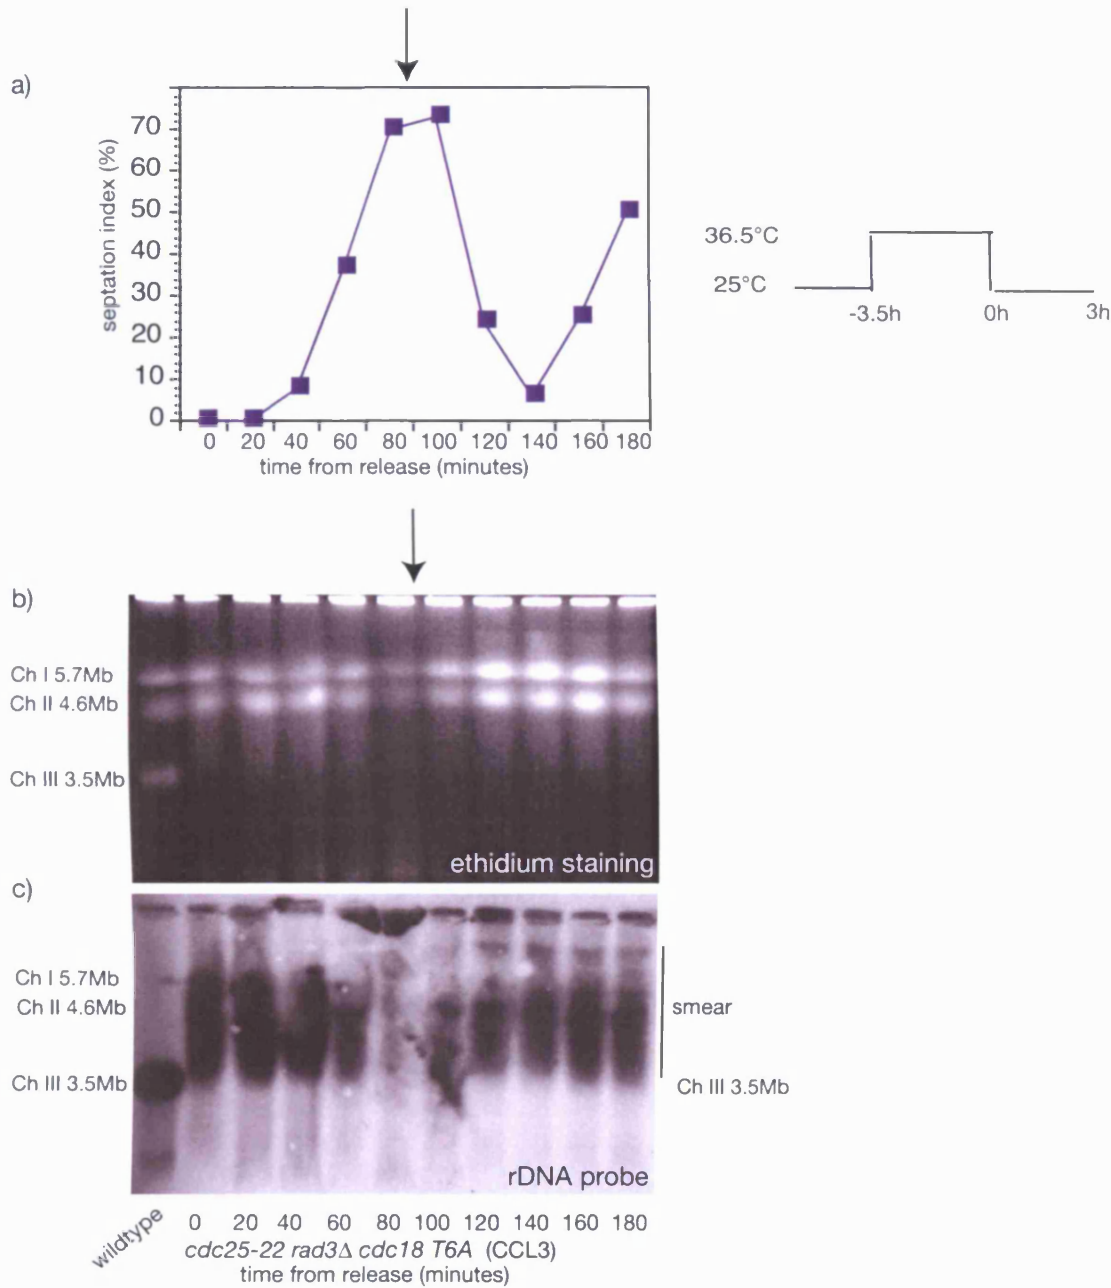 a)
septation index (%)
70
60
50
40
30
20
10
0
0 20 40 60 80 100 120 140 160 180
time from release (minutes)
36.5°C
25°C
-3.5h 0h 3h
b)
Ch I 5.7Mb
Ch II 4.6Mb
Ch III 3.5Mb
ethidium staining
c)
Ch I 5.7Mb
Ch II 4.6Mb
Ch III 3.5Mb
smear
Ch III 3.5Mb
rDNA probe
wildtype
0 20 40 60 80 100 120 140 160 180
cdc25-22 rad3Δ cdc18 T6A (CCL3)
time from release (minutes)